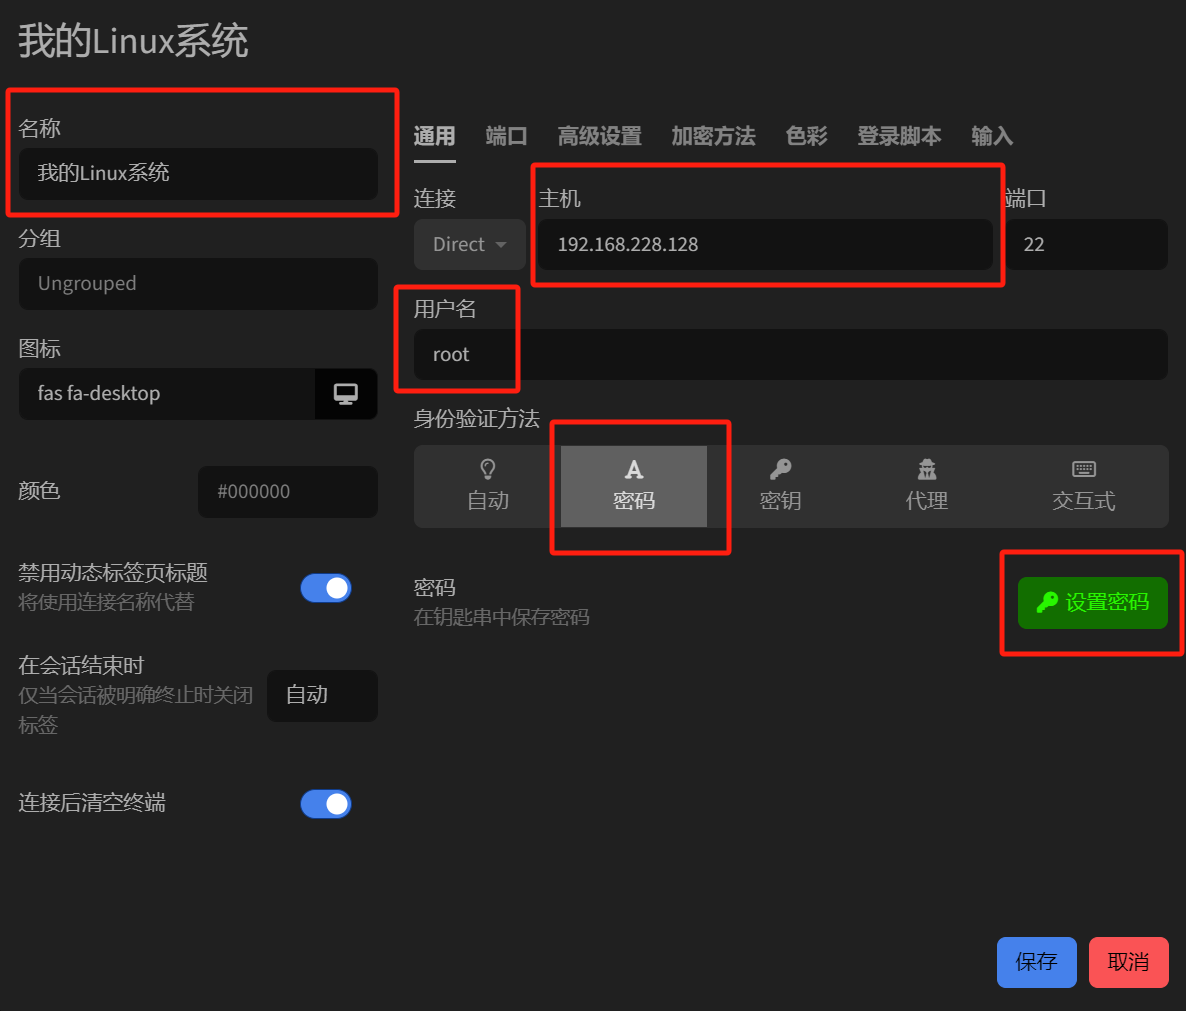 我的Linux系统
名称
我的Linux系统
分组
Ungrouped
图标
fas fa-desktop
颜色
#000000
禁用动态标签页标题
将使用连接名称代替
在会话结束时
仅当会话被明确终止时关闭
标签
自动
连接后清空终端
通用 端口 高级设置 加密方法 色彩 登录脚本 输入
连接 主机 端口
Direct 192.168.228.128 22
用户名
root
身份验证方法
自动 密码 密钥 代理 交互式
密码
在钥匙串中保存密码
设置密码
保存 取消